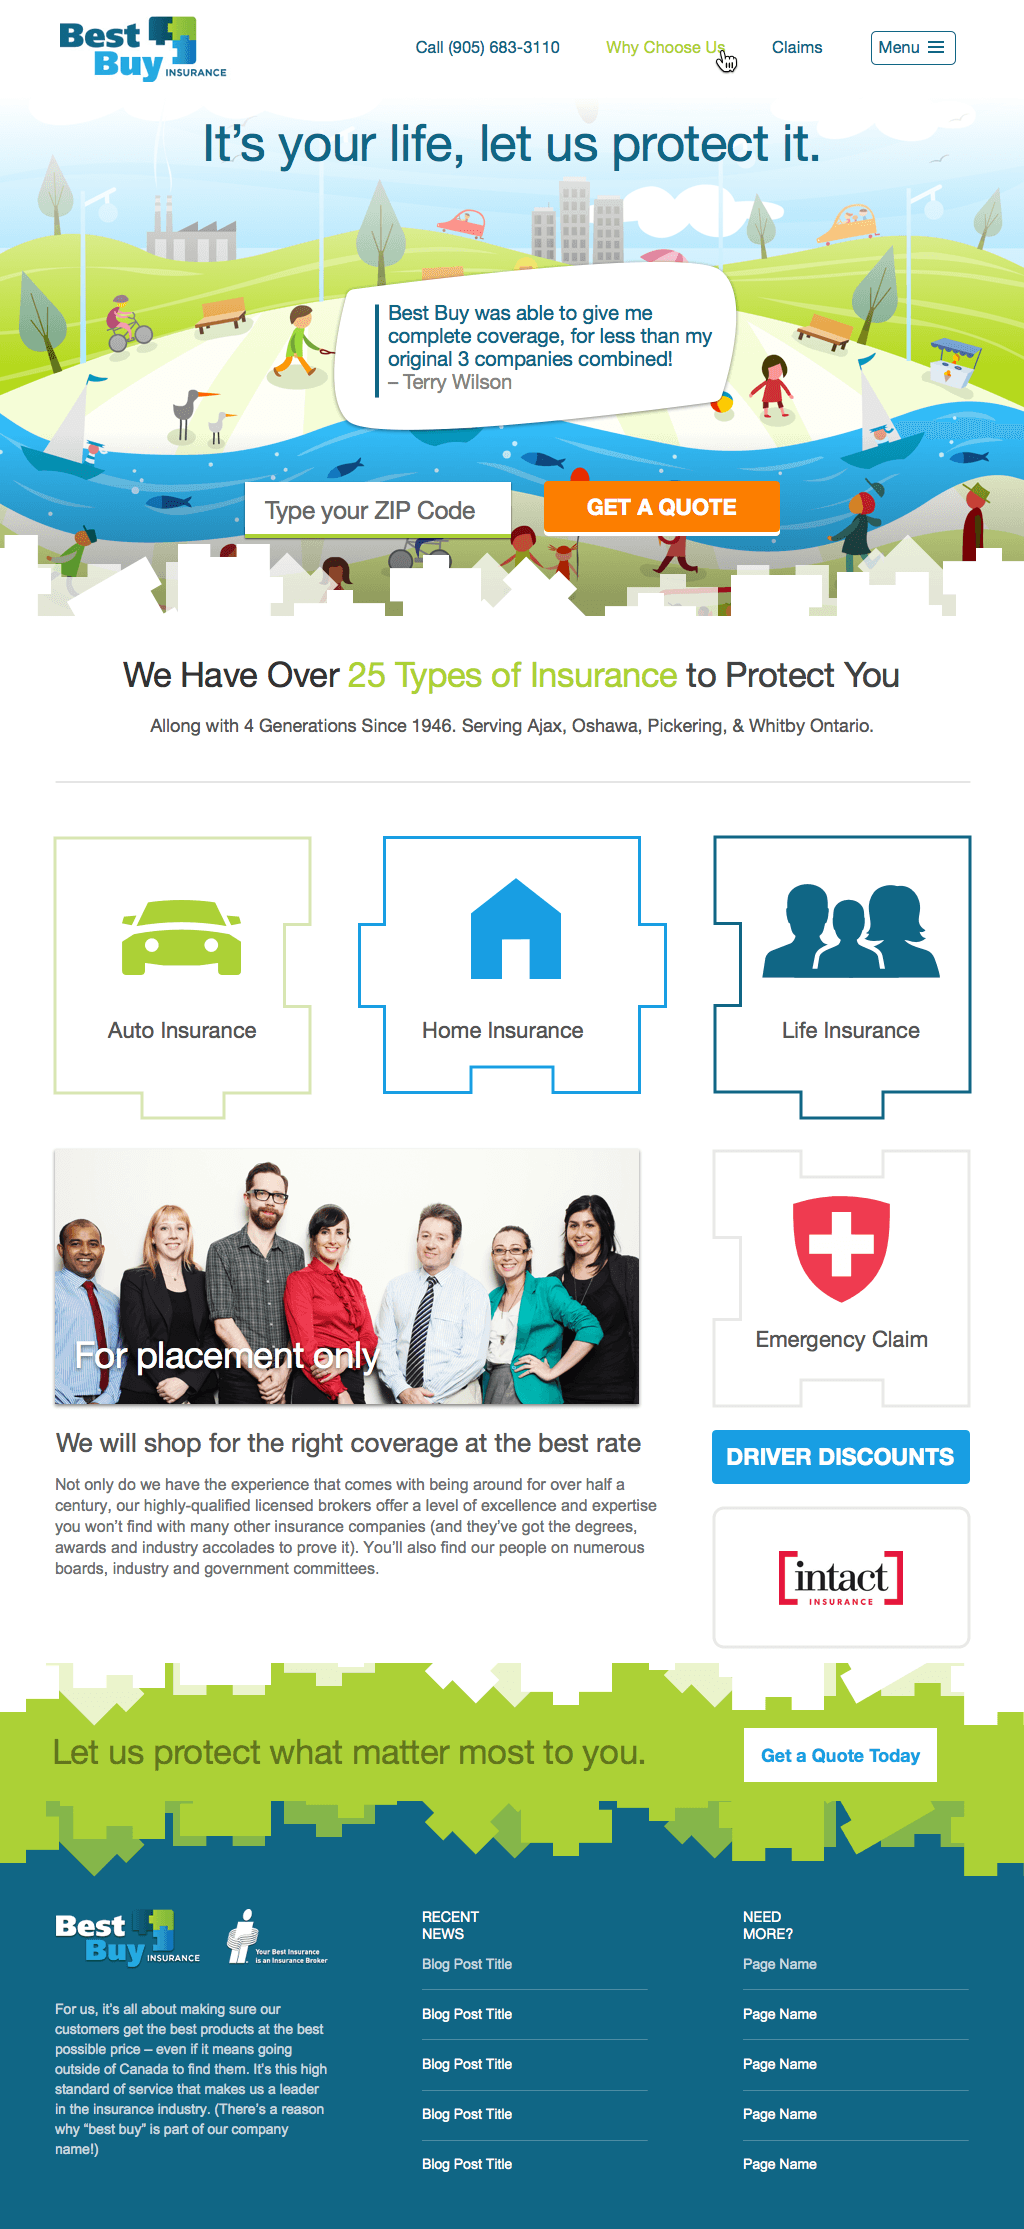 Best Buy INSURANCE
Call (905) 683-3110
Why Choose Us
Claims
Menu
It's your life, let us protect it.
Best Buy was able to give me
complete coverage, for less than my
original 3 companies combined!
– Terry Wilson
Type your ZIP Code
GET A QUOTE
We Have Over 25 Types of Insurance to Protect You
Allong with 4 Generations Since 1946. Serving Ajax, Oshawa, Pickering, & Whitby Ontario.
Auto Insurance
Home Insurance
Life Insurance
For placement only
Emergency Claim
We will shop for the right coverage at the best rate
Not only do we have the experience that comes with being around for over half a
century, our highly-qualified licensed brokers offer a level of excellence and expertise
you won't find with many other insurance companies (and they've got the degrees,
awards and industry accolades to prove it). You'll also find our people on numerous
boards, industry and government committees.
DRIVER DISCOUNTS
[intact]
INSURANCE
Let us protect what matter most to you.
Get a Quote Today
Best Buy INSURANCE
Your Best Insurance
is an Insurance Broker
For us, it's all about making sure our
customers get the best products at the best
possible price – even if it means going
outside of Canada to find them. It's this high
standard of service that makes us a leader
in the insurance industry. (There's a reason
why “best buy” is part of our company
name!)
RECENT
NEWS
Blog Post Title
Blog Post Title
Blog Post Title
Blog Post Title
Blog Post Title
NEED
MORE?
Page Name
Page Name
Page Name
Page Name
Page Name